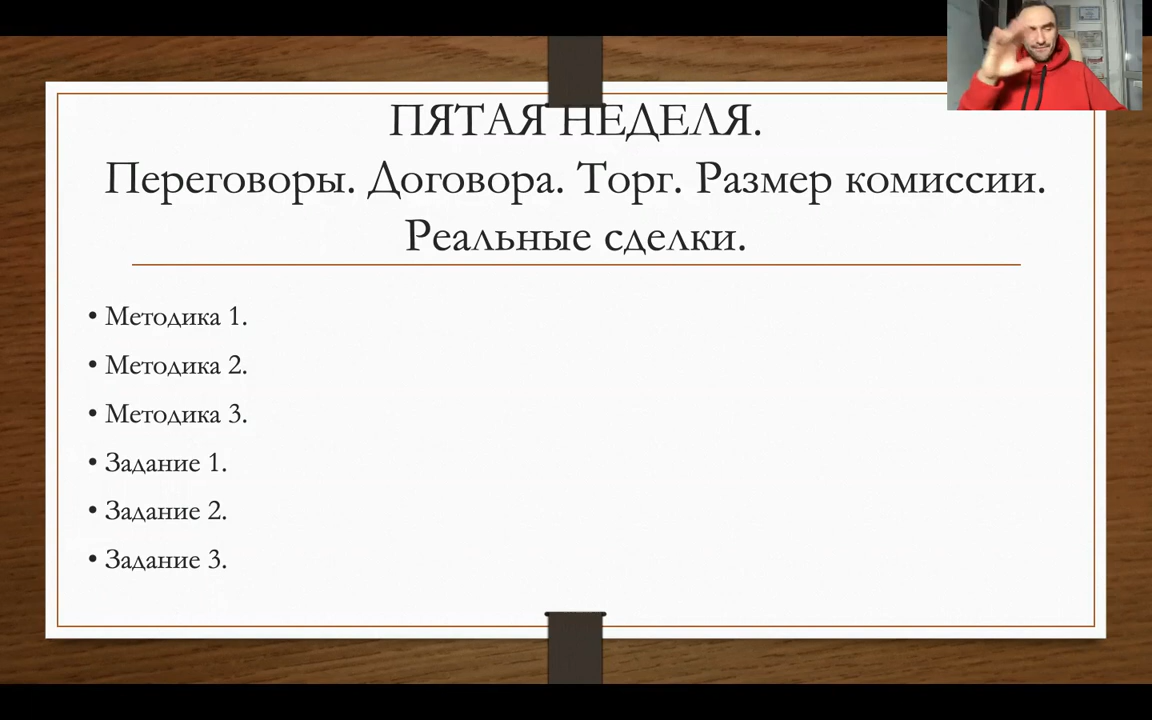 ПЯТАЯ НЕДЕЛЯ.
Переговоры. Договора. Торг. Размер комиссии.
Реальные сделки.
• Методика 1.
• Методика 2.
• Методика 3.
• Задание 1.
• Задание 2.
• Задание 3.